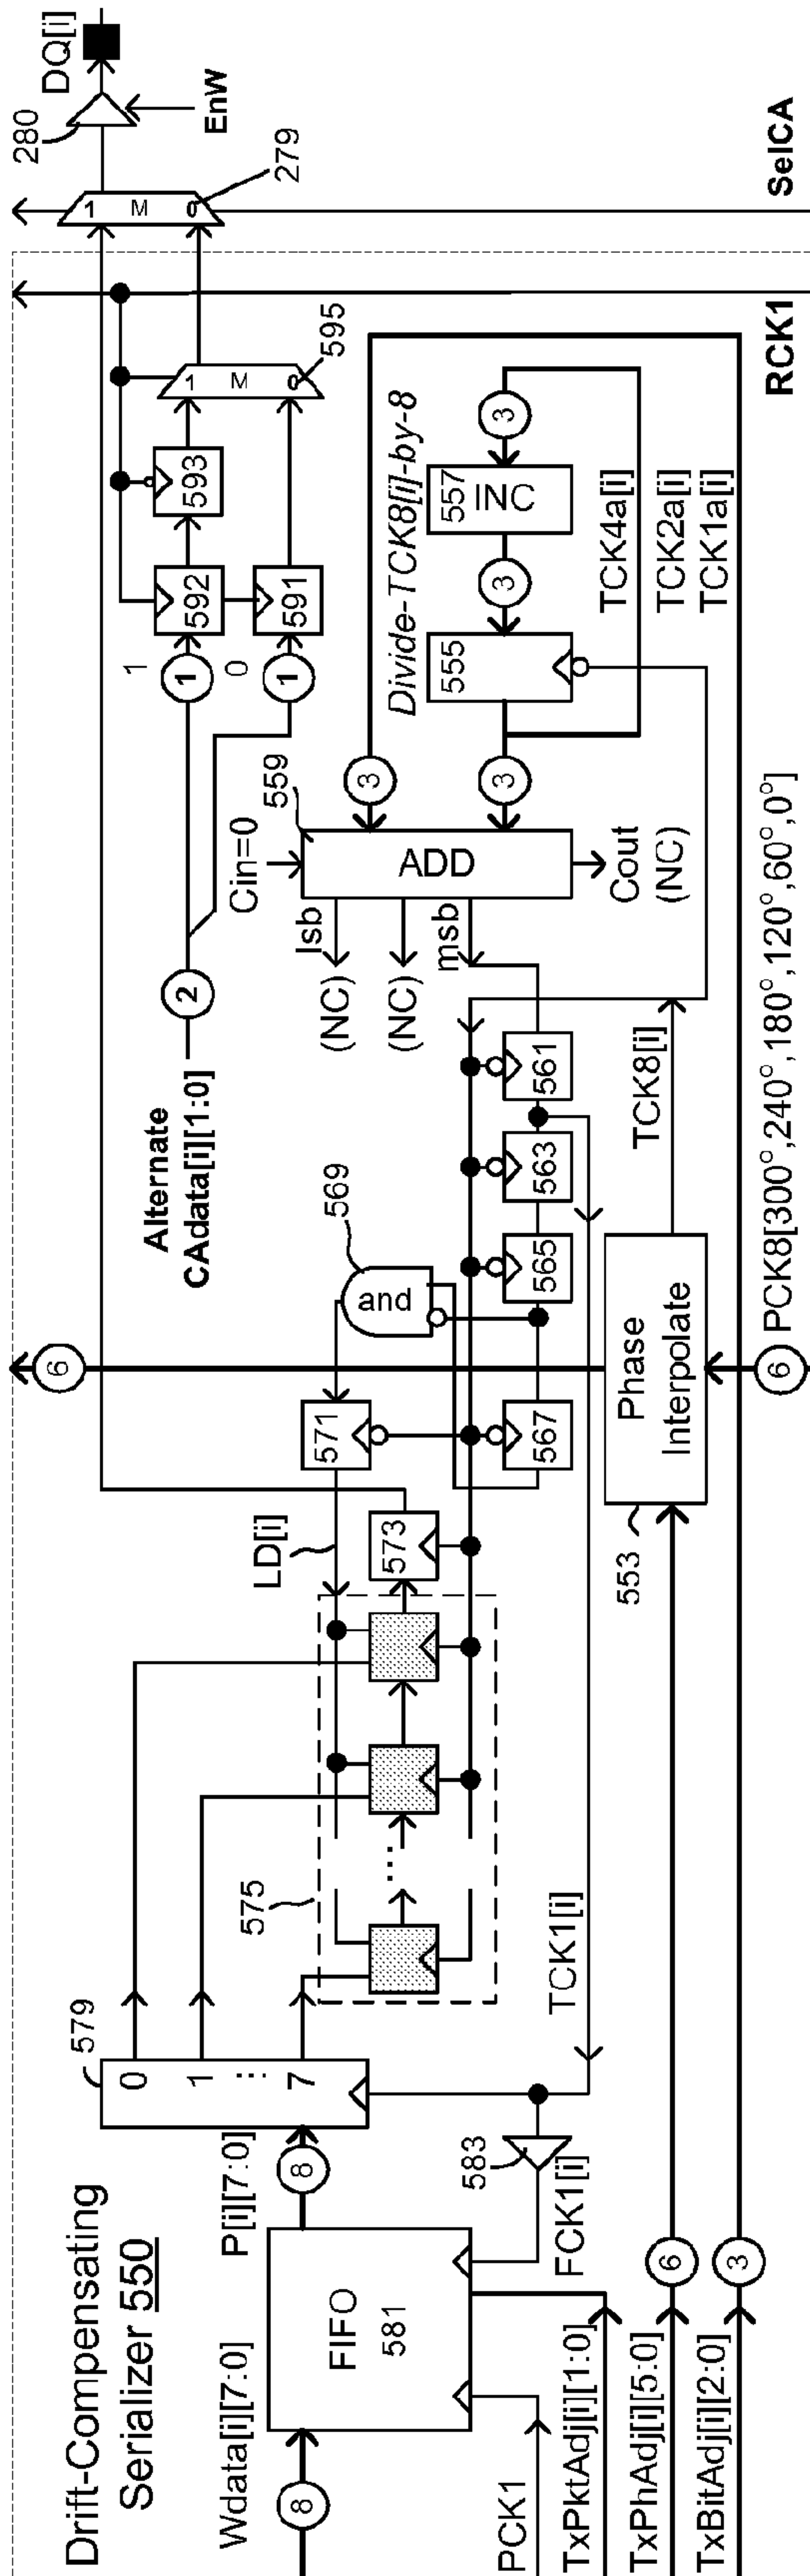 Drift-Compensating
Serializer 550
Wdata[i][7:0]
8
PCK1
TxPktAdj[i][1:0]
TxPhAdj[i][5:0]
TxBitAdj[i][2:0]
FIFO
581
P[i][7:0]
8
583
FCK1[i]
6
3
579
0
1
⋮
7
575
...
TCK1[i]
LD[i]
573
571
567
553
Phase
Interpolate
6
6
PCK8[300°,240°,180°,120°,60°,0°]
and
569
565
563
561
TCK8[i]
Alternate
CAdata[i][1:0]
2
(NC)
(NC)
lsb
msb
Cin=0
559
ADD
Cout
(NC)
3
3
Divide-TCK8[i]-by-8
555
3
557
INC
3
TCK4a[i]
TCK2a[i]
TCK1a[i]
1
1
0
1
592
591
593
1
M
0
595
RCK1
SelCA
1
M
0
279
280
EnW
DQ[i]